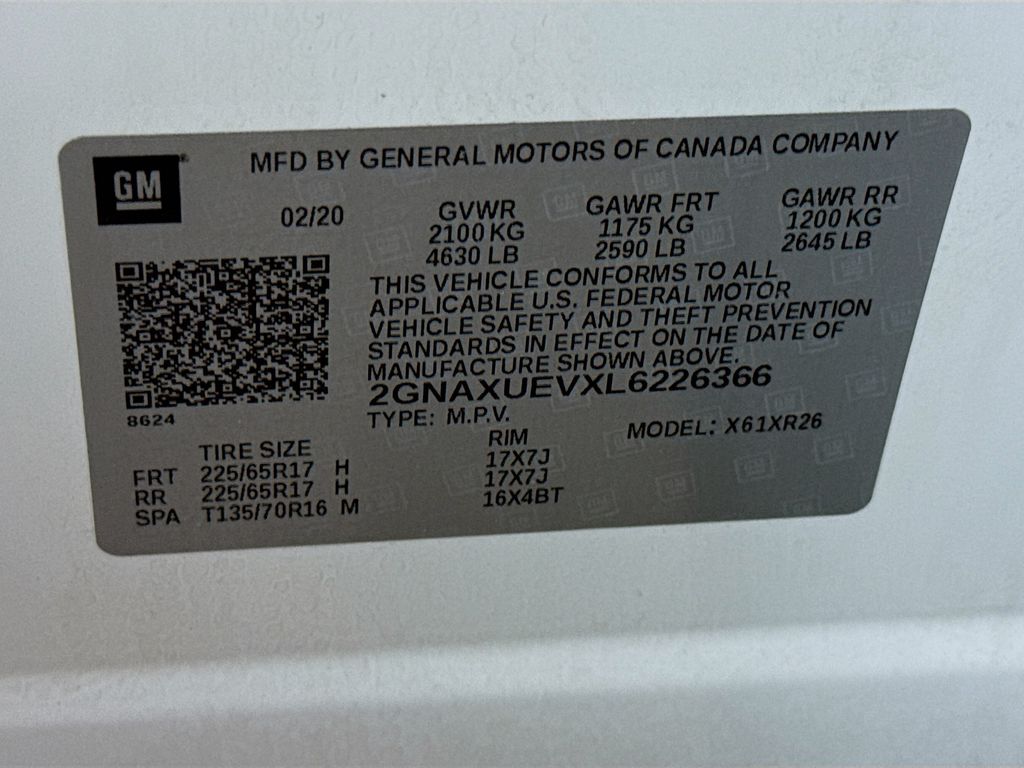 GM
MFD BY GENERAL MOTORS OF CANADA COMPANY
02/20
GVWR
2100 KG
4630 LB
GAWR FRT
1175 KG
2590 LB
GAWR RR
1200 KG
2645 LB
THIS VEHICLE CONFORMS TO ALL
APPLICABLE U.S. FEDERAL MOTOR
VEHICLE SAFETY AND THEFT PREVENTION
STANDARDS IN EFFECT ON THE DATE OF
MANUFACTURE SHOWN ABOVE.
2GNAXUEVXL6226366
8624
TYPE: M.P.V.
MODEL: X61XR26
TIRE SIZE RIM
FRT 225/65R17 H 17X7J
RR 225/65R17 H 17X7J
SPA T135/70R16 M 16X4BT